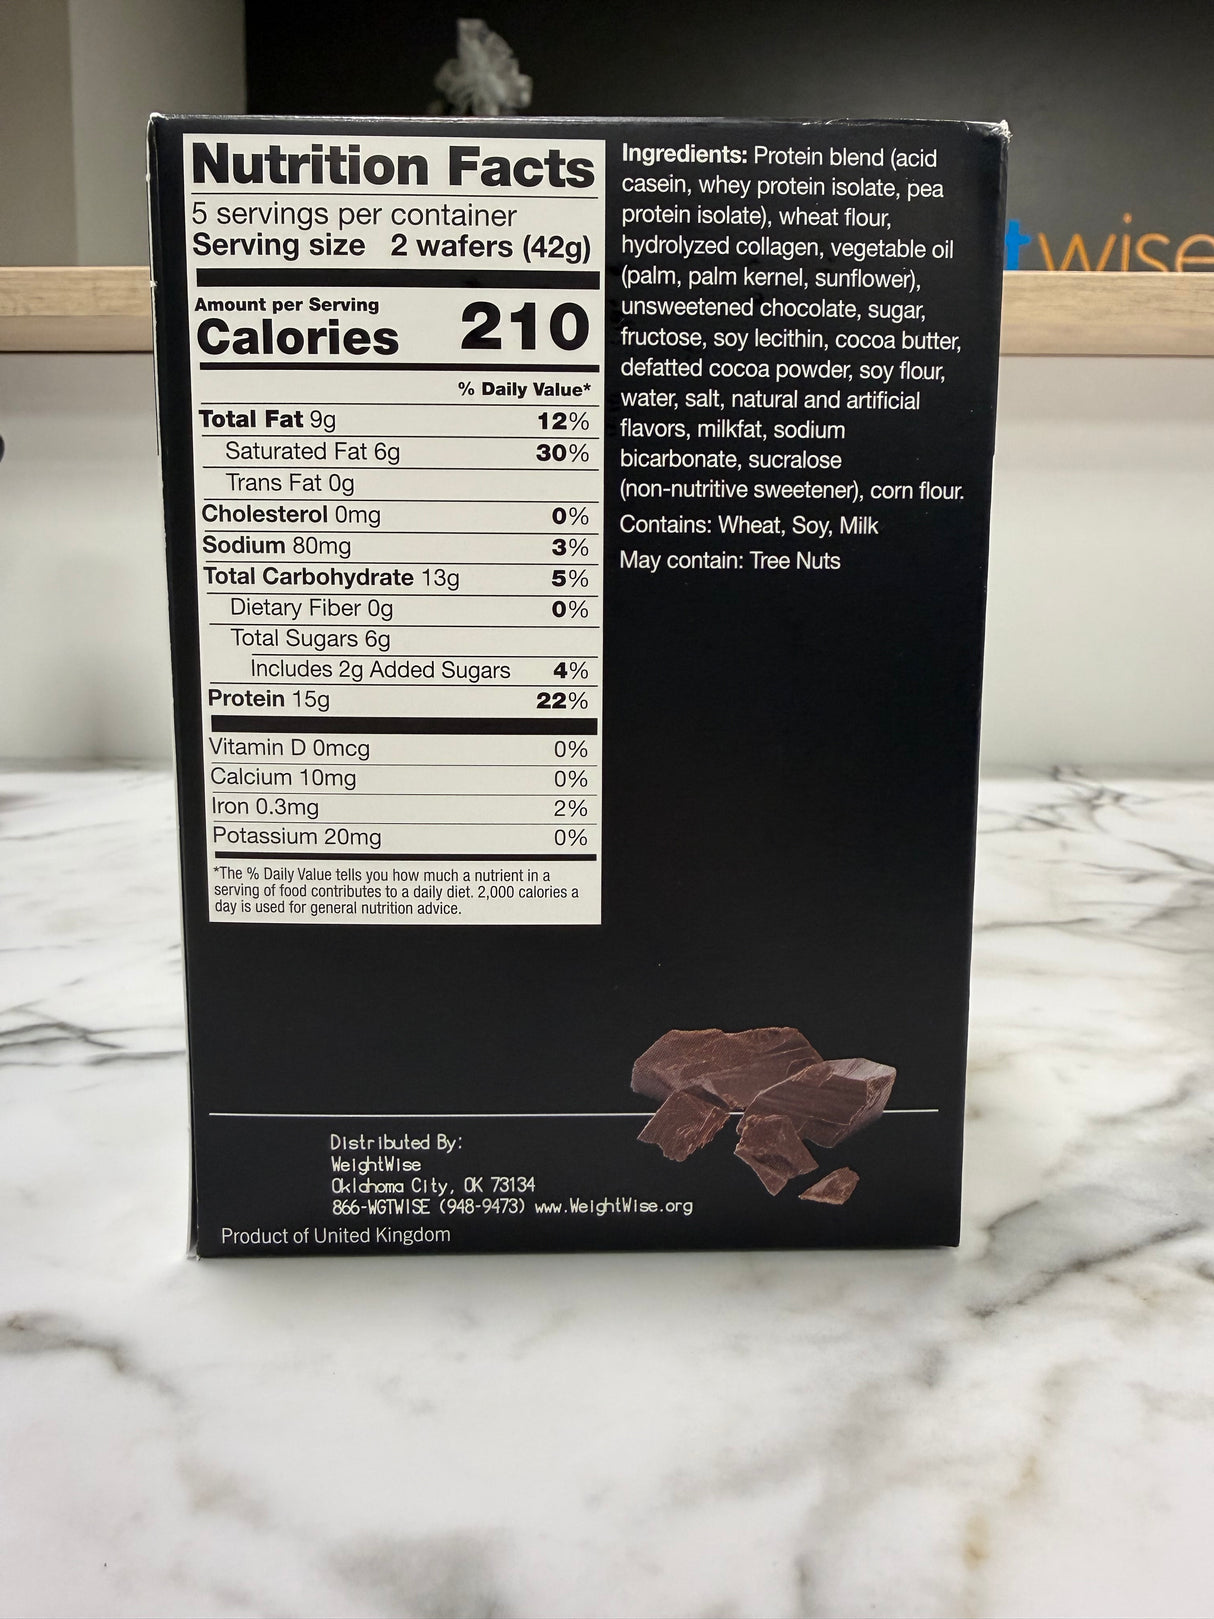 Nutrition Facts
5 servings per container
Serving size 2 wafers (42g)
Amount per Serving
Calories 210
% Daily Value*
Total Fat 9g 12%
Saturated Fat 6g 30%
Trans Fat 0g
Cholesterol 0mg 0%
Sodium 80mg 3%
Total Carbohydrate 13g 5%
Dietary Fiber 0g 0%
Total Sugars 6g
Includes 2g Added Sugars 4%
Protein 15g 22%
Vitamin D 0mcg 0%
Calcium 10mg 0%
Iron 0.3mg 2%
Potassium 20mg 0%
*The % Daily Value tells you how much a nutrient in a
serving of food contributes to a daily diet. 2,000 calories a
day is used for general nutrition advice.
Ingredients: Protein blend (acid
casein, whey protein isolate, pea
protein isolate), wheat flour,
hydrolyzed collagen, vegetable oil
(palm, palm kernel, sunflower),
unsweetened chocolate, sugar,
fructose, soy lecithin, cocoa butter,
defatted cocoa powder, soy flour,
water, salt, natural and artificial
flavors, milkfat, sodium
bicarbonate, sucralose
(non-nutritive sweetener), corn flour.
Contains: Wheat, Soy, Milk
May contain: Tree Nuts
twise
Distributed By:
WeightWise
Oklahoma City, OK 73134
866-WGTWISE (948-9473) www.WeightWise.org
Product of United Kingdom